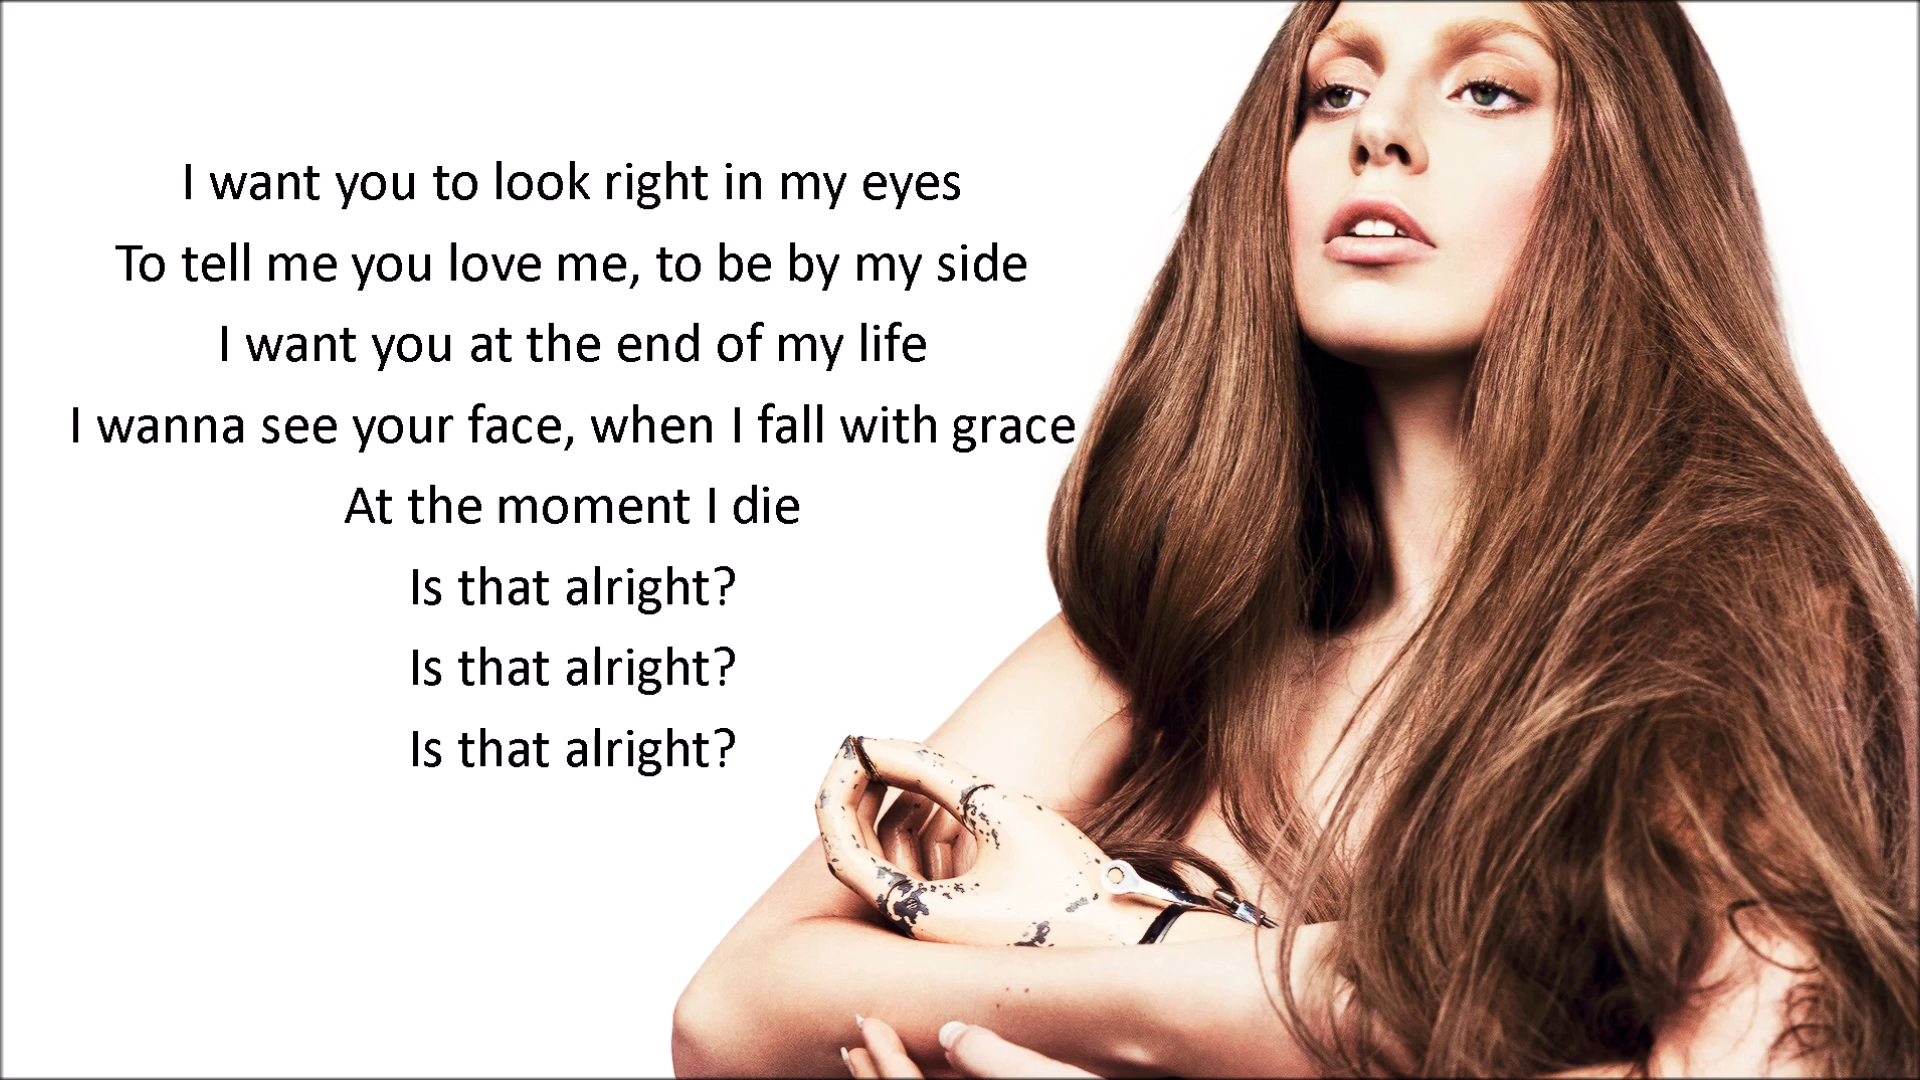 I want you to look right in my eyes
To tell me you love me, to be by my side
I want you at the end of my life
I wanna see your face, when I fall with grace
At the moment I die
Is that alright?
Is that alright?
Is that alright?